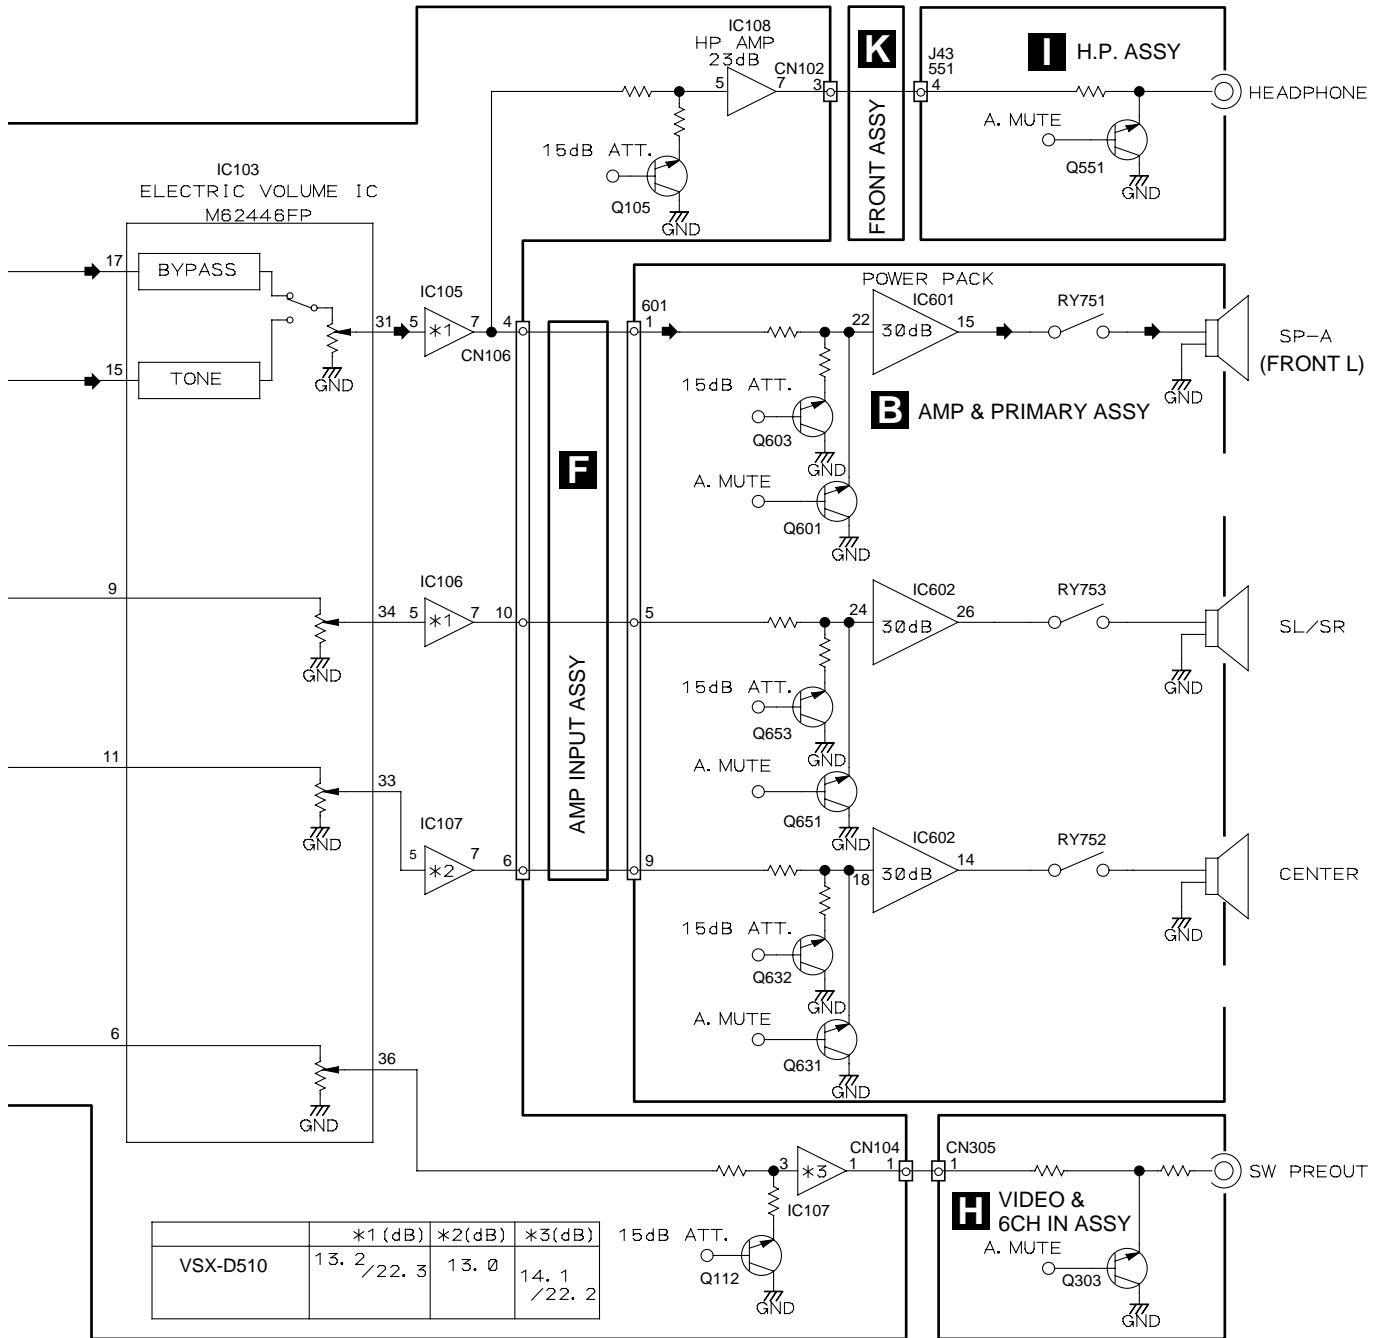 IC108
HP AMP
23dB
5
7
CN102
3
K
FRONT ASSY
J43
551
4
I
H.P. ASSY
HEADPHONE
A. MUTE
Q551
GND
15dB ATT.
Q105
GND
IC103
ELECTRIC VOLUME IC
M62446FP
17
BYPASS
15
TONE
GND
31
5
IC105
*1
7
4
CN106
601
1
POWER PACK
22
IC601
30dB
15
RY751
SP-A
(FRONT L)
GND
15dB ATT.
Q603
GND
B
AMP & PRIMARY ASSY
A. MUTE
Q601
GND
F
AMP INPUT ASSY
9
34
5
IC106
*1
7
10
5
24
IC602
30dB
26
RY753
SL/SR
GND
GND
15dB ATT.
Q653
GND
A. MUTE
Q651
GND
11
33
GND
IC107
5
*2
7
6
9
18
IC602
30dB
14
RY752
CENTER
GND
15dB ATT.
Q632
GND
A. MUTE
Q631
GND
6
36
GND
3
*3
1
IC107
CN104
1
CN305
1
SW PREOUT
H
VIDEO &
6CH IN ASSY
A. MUTE
Q303
GND
15dB ATT.
Q112
GND
*1(dB) *2(dB) *3(dB)
VSX-D510 13.2/22.3 13.0 14.1/22.2